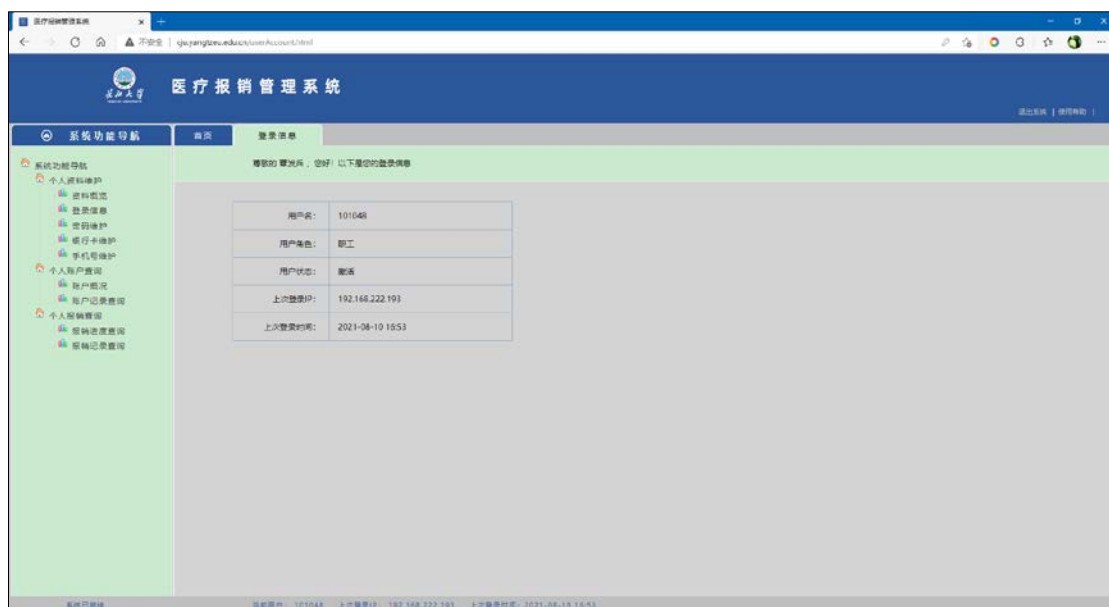 医疗报销管理系统
不安全 | cju.yangtzeu.edu.cn/userAccount.html
长江大学
医疗报销管理系统
退出系统 | 使用帮助 |
系统功能导航
首页
登录信息
系统功能导航
个人资料维护
资料概览
登录信息
密码维护
银行卡维护
手机号维护
个人账户查询
账户概况
账户记录查询
个人报销查询
报销进度查询
报销记录查询
您好！以下是您的登录信息
用户名： 101048
用户角色： 职工
用户状态： 激活
上次登录IP： 192.168.222.193
上次登录时间： 2021-08-10 16:53
系统已就绪
当前用户： 101048 上次登录IP： 192.168.222.193 上次登录时间：2021-08-10 16:53